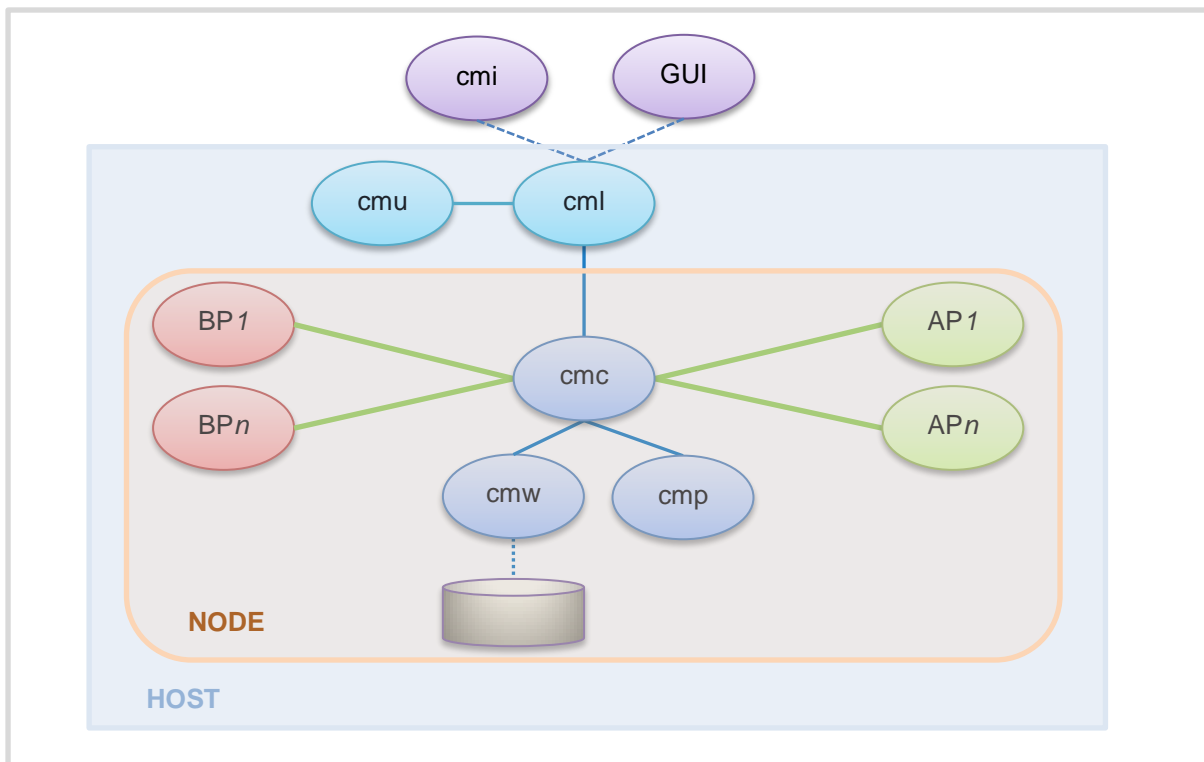 cmi
GUI
cmu
cml
BP1
AP1
cmc
BPn
APn
cmw
cmp
NODE
HOST